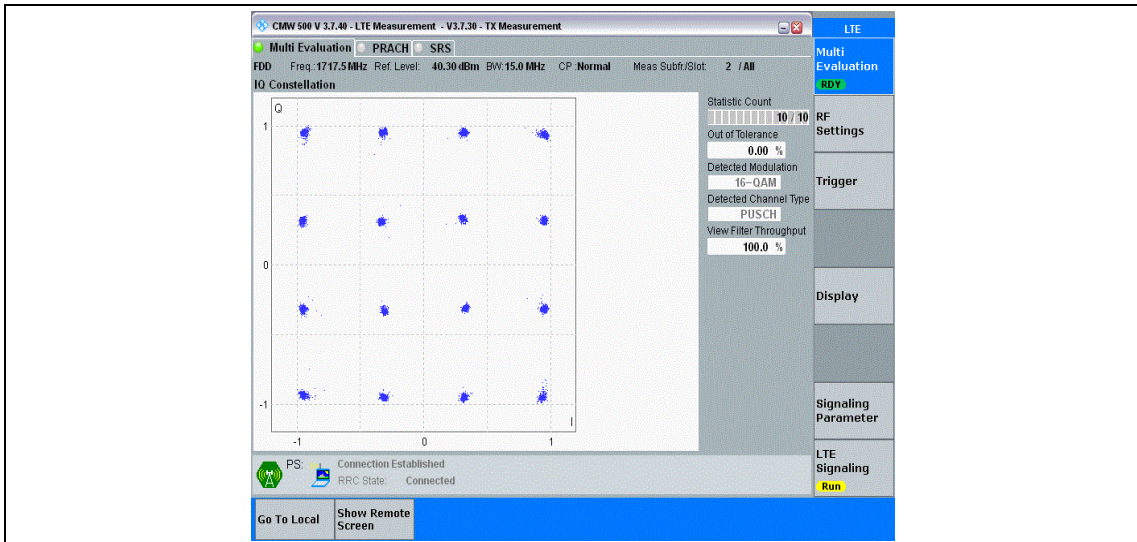 CMW 500 V 3.7.40 - LTE Measurement - V3.7.30 - TX Measurement
LTE
Multi Evaluation PRACH SRS
FDD Freq.:1717.5 MHz Ref. Level: 40.30 dBm BW:15.0 MHz CP :Normal Meas Subfr./Slot: 2 / All
IQ Constellation
Q
1
0
-1
I
-1 0 1
Statistic Count
10 / 10
Out of Tolerance
0.00 %
Detected Modulation
16-QAM
Detected Channel Type
PUSCH
View Filter Throughput
100.0 %
Multi
Evaluation
RDY
RF
Settings
Trigger
Display
Signaling
Parameter
LTE
Signaling
Run
PS: Connection Established
RRC State: Connected
Go To Local
Show Remote
Screen